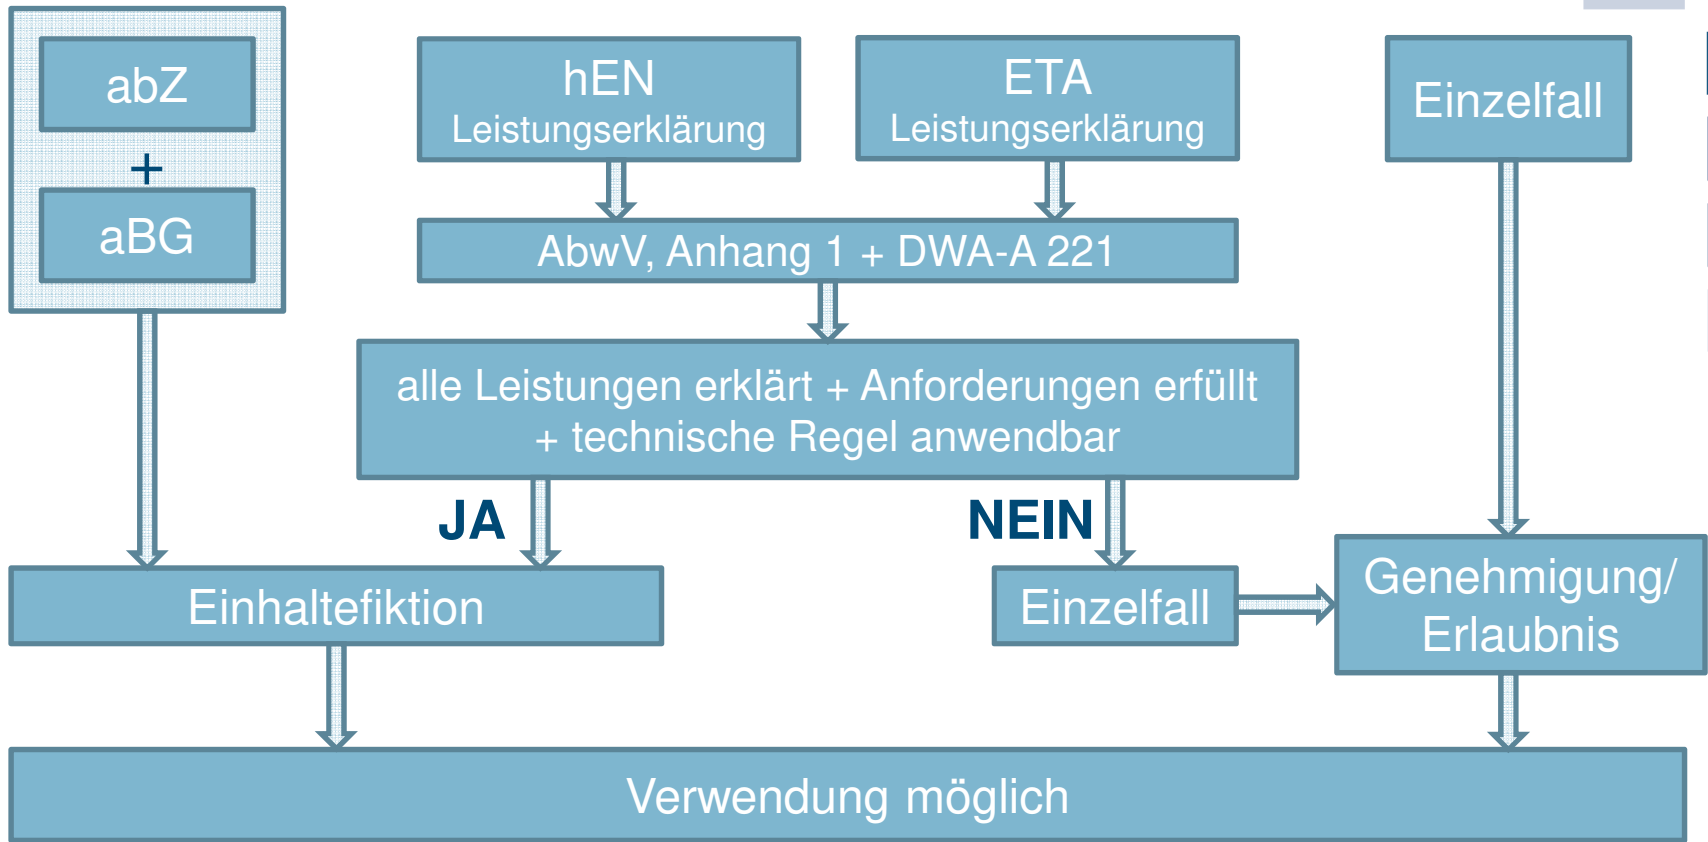 abZ
+
aBG
hEN
Leistungserklärung
ETA
Leistungserklärung
Einzelfall
AbwV, Anhang 1 + DWA-A 221
alle Leistungen erklärt + Anforderungen erfüllt
+ technische Regel anwendbar
JA
NEIN
Einhaltefiktion
Einzelfall
Genehmigung/
Erlaubnis
Verwendung möglich